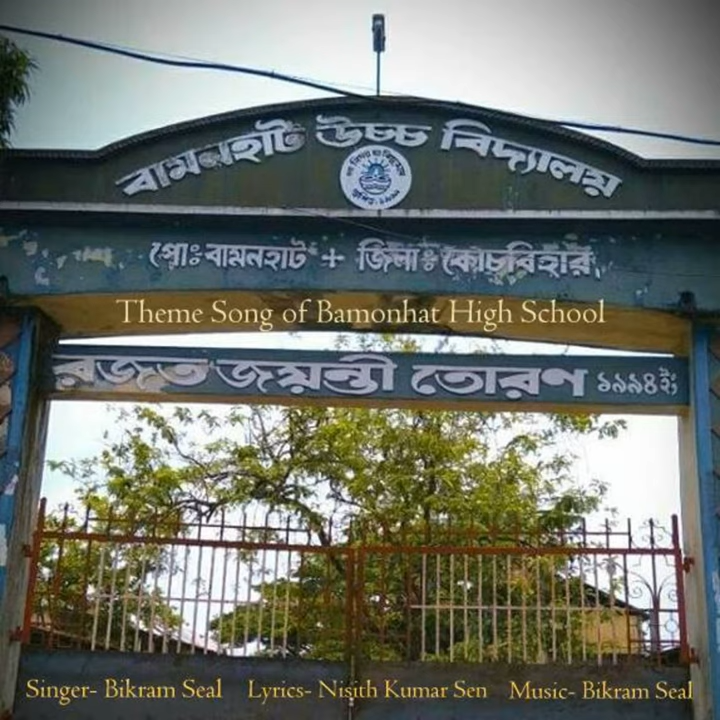 বামনহাট উচ্চ বিদ্যালয়
পোঃ বামনহাট + জিলাঃ কোচবিহার
Theme Song of Bamonhat High School
রজত জয়ন্তী তোরণ ১৯৯৪ ইং
Singer- Bikram Seal Lyrics- Nisith Kumar Sen Music- Bikram Seal